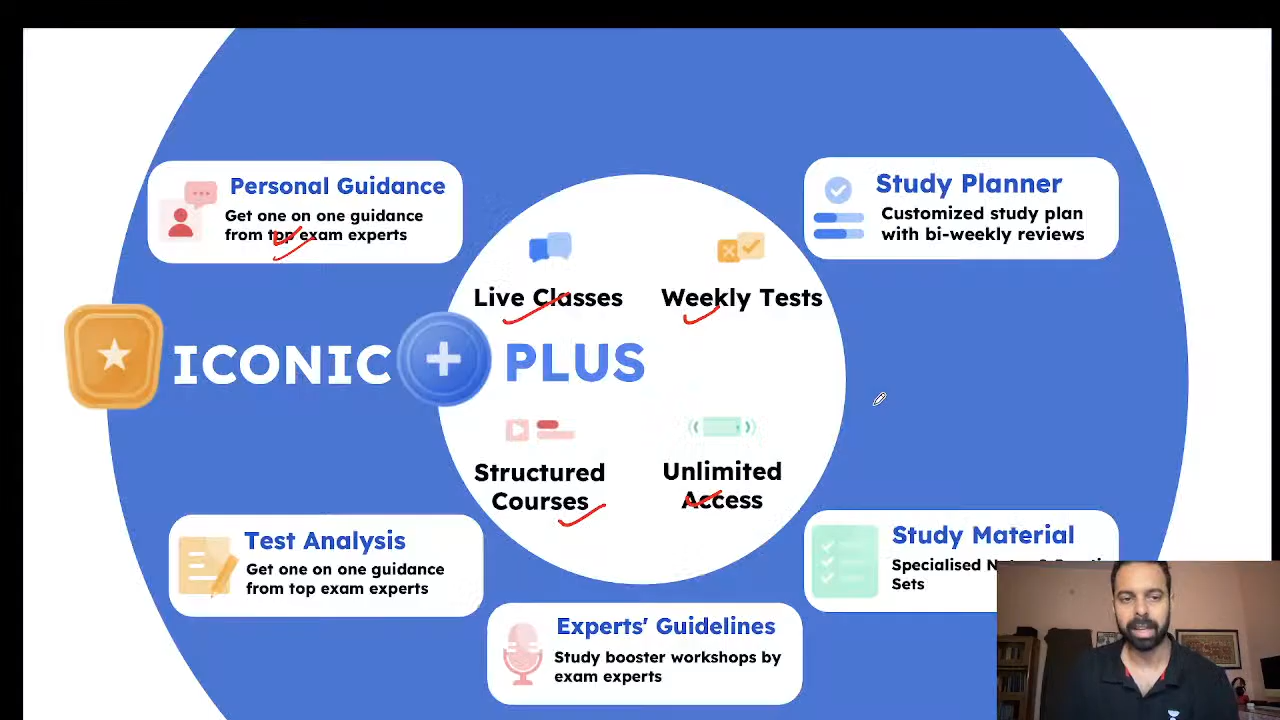 Personal Guidance
Get one on one guidance
from top exam experts
Study Planner
Customized study plan
with bi-weekly reviews
Live Classes
Weekly Tests
ICONIC PLUS
Structured
Courses
Unlimited
Access
Test Analysis
Get one on one guidance
from top exam experts
Study Material
Specialised
Sets
Experts' Guidelines
Study booster workshops by
exam experts